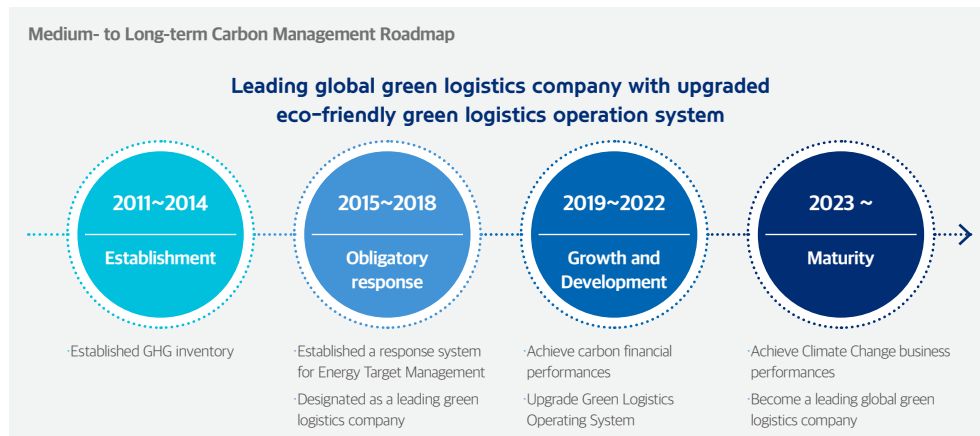 Medium- to Long-term Carbon Management Roadmap
Leading global green logistics company with upgraded
eco-friendly green logistics operation system
2011~2014
Establishment
·Established GHG inventory
2015~2018
Obligatory
response
·Established a response system
for Energy Target Management
·Designated as a leading green
logistics company
2019~2022
Growth and
Development
·Achieve carbon financial
performances
·Upgrade Green Logistics
Operating System
2023 ~
Maturity
·Achieve Climate Change business
performances
·Become a leading global green
logistics company